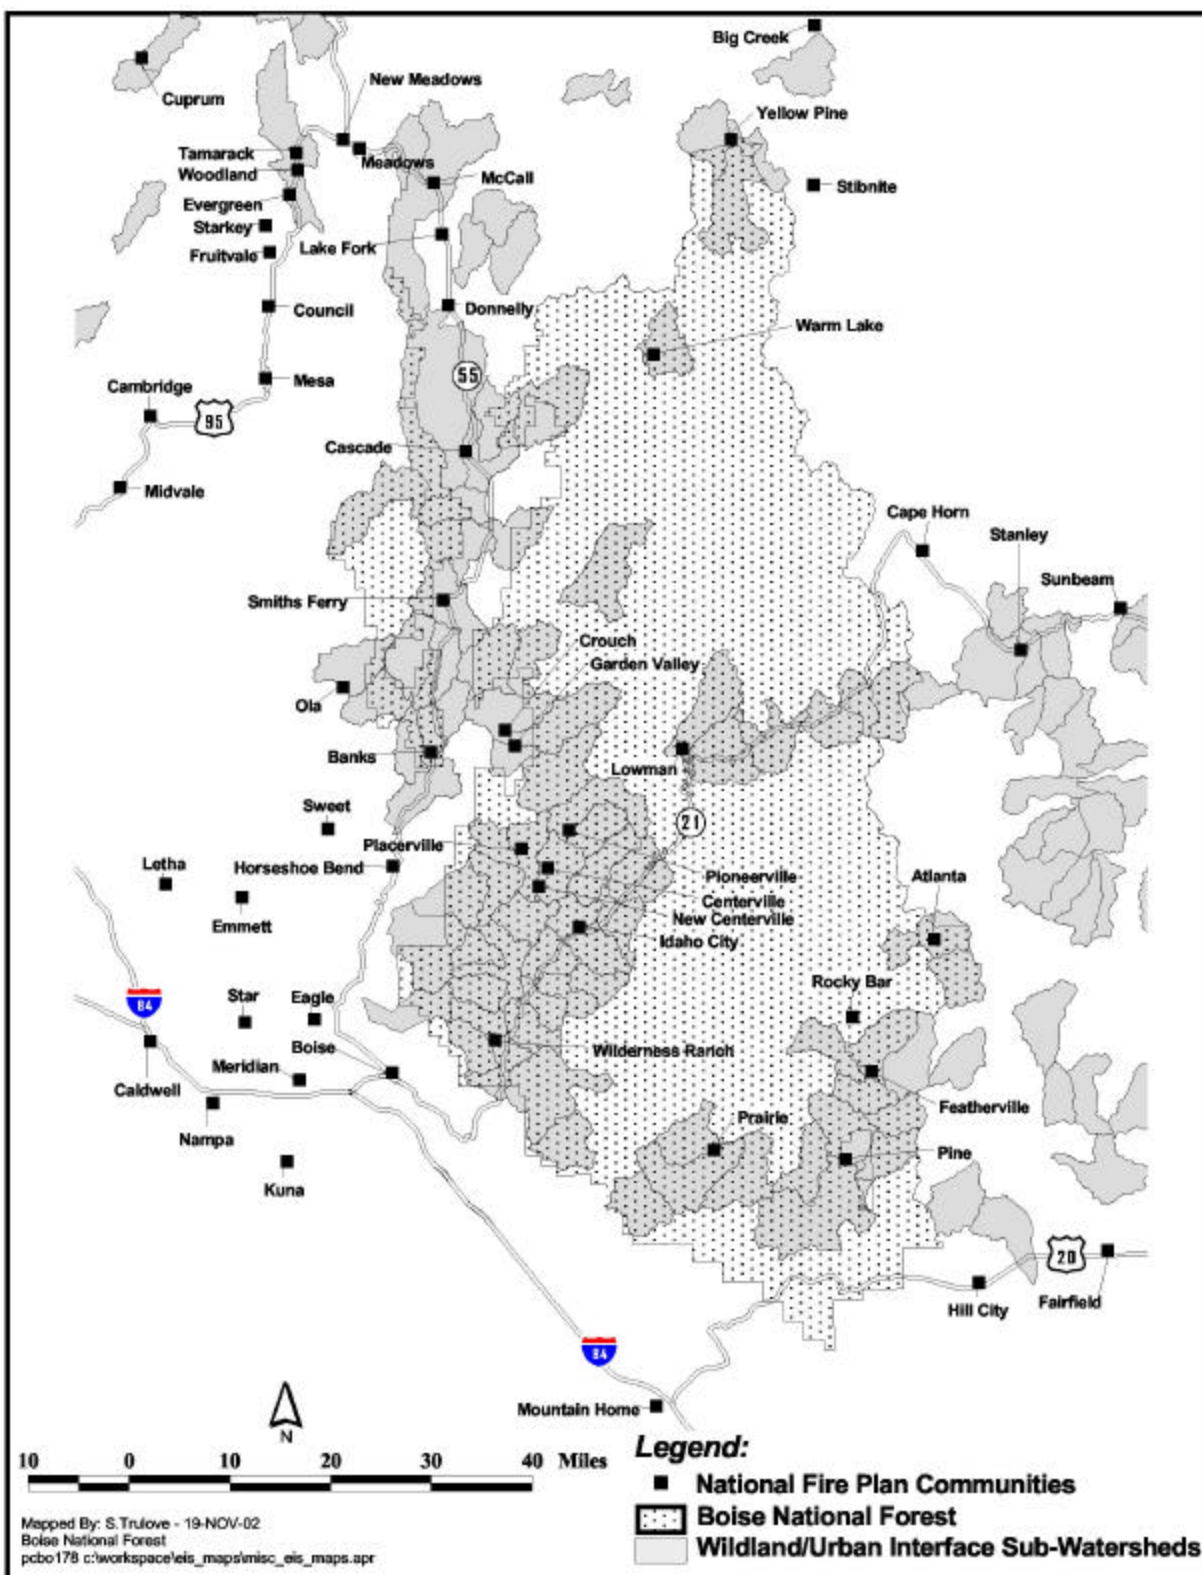 Big Creek
New Meadows
Cuprum
Yellow Pine
Tamarack
Meadows
Woodland
McCall
Stibnite
Evergreen
Starkey
Lake Fork
Fruitvale
Council
Donnelly
Warm Lake
55
Mesa
Cambridge
95
Cascade
Midvale
Cape Horn
Stanley
Sunbeam
Smiths Ferry
Crouch
Garden Valley
Ola
Banks
Lowman
Sweet
21
Placerville
Letha
Horseshoe Bend
Pioneerville
Atlanta
Centerville
Emmett
New Centerville
Idaho City
Rocky Bar
84
Star
Eagle
Boise
Wilderness Ranch
Meridian
Caldwell
Featherville
Prairie
Nampa
Pine
Kuna
20
Hill City
Fairfield
84
Mountain Home
N
10 0 10 20 30 40 Miles
Legend:
National Fire Plan Communities
Boise National Forest
Wildland/Urban Interface Sub-Watersheds
Mapped By: S.Trulove - 19-NOV-02
Boise National Forest
pcbo178 c:\workspace\eis_maps\misc_eis_maps.apr